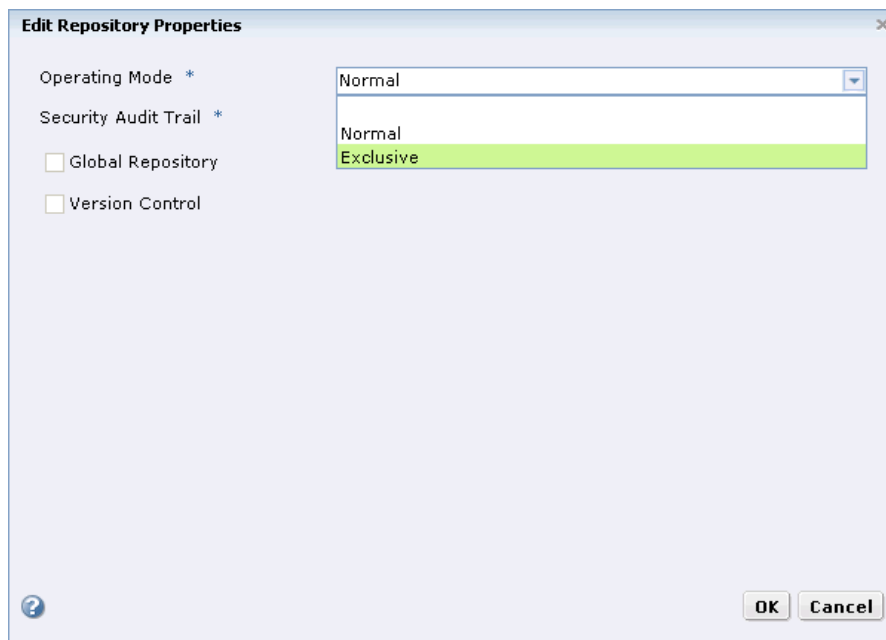 Edit Repository Properties
Operating Mode *
Normal
Security Audit Trail *
Normal
Exclusive
Global Repository
Version Control
OK
Cancel